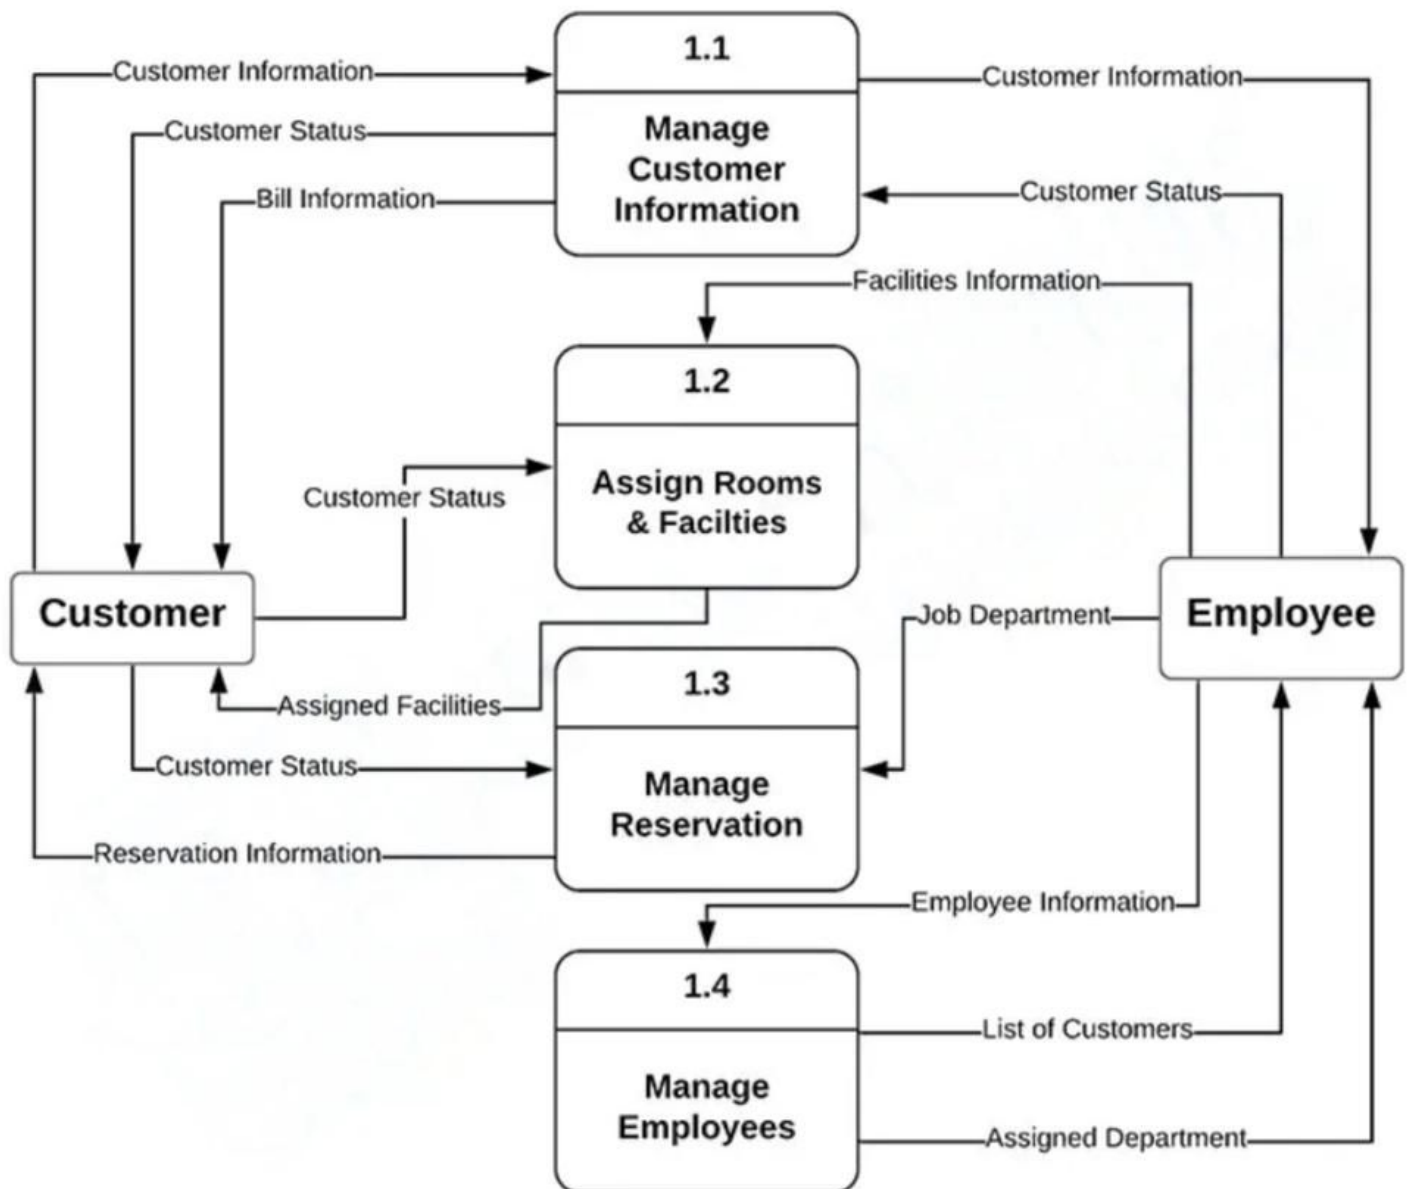 1.1
Customer Information
Customer Information
Customer Status
Manage
Customer
Information
Bill Information
Customer Status
Facilities Information
1.2
Assign Rooms
& Facilties
Customer Status
Customer
Employee
Job Department
1.3
Assigned Facilities
Customer Status
Manage
Reservation
Reservation Information
Employee Information
1.4
List of Customers
Manage
Employees
Assigned Department